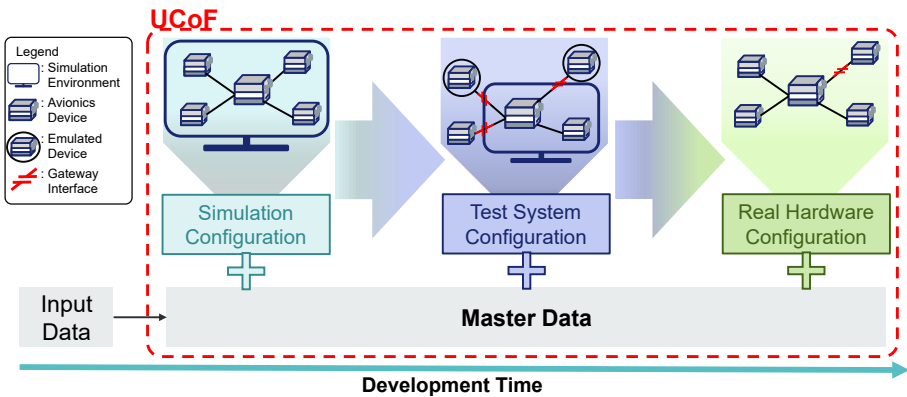 UCoF
Legend
: Simulation
Environment
: Avionics
Device
: Emulated
Device
: Gateway
Interface
Simulation
Configuration
Test System
Configuration
Real Hardware
Configuration
Input
Data
Master Data
Development Time